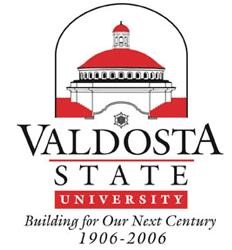 VALDOSTA
STATE
UNIVERSITY
Building for Our Next Century
1906-2006